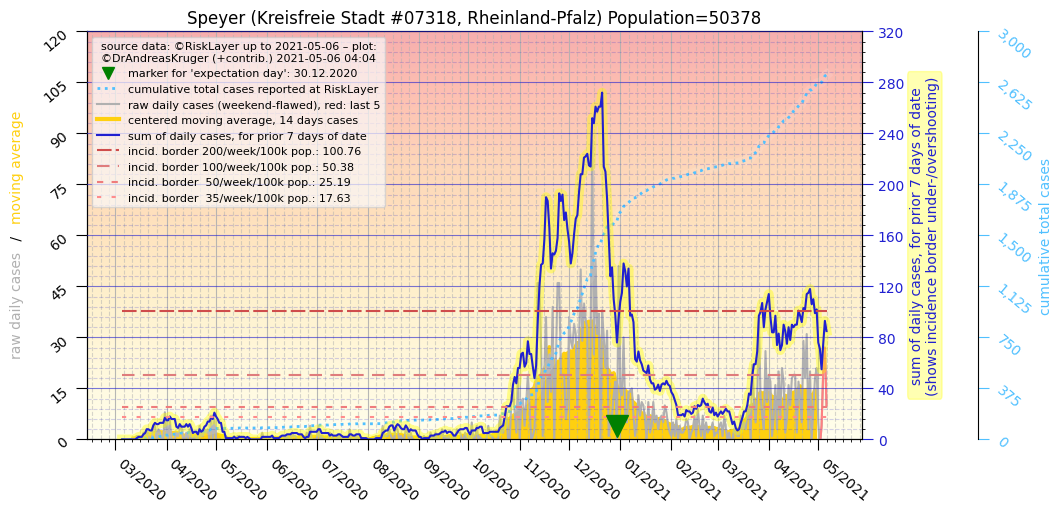 Speyer (Kreisfreie Stadt #07318, Rheinland-Pfalz) Population=50378
source data: ©RiskLayer up to 2021-05-06 – plot:
©DrAndreasKruger (+contrib.) 2021-05-06 04:04
marker for 'expectation day': 30.12.2020
cumulative total cases reported at RiskLayer
raw daily cases (weekend-flawed), red: last 5
centered moving average, 14 days cases
sum of daily cases, for prior 7 days of date
incid. border 200/week/100k pop.: 100.76
incid. border 100/week/100k pop.: 50.38
incid. border  50/week/100k pop.: 25.19
incid. border  35/week/100k pop.: 17.63
raw daily cases / moving average
120
105
90
75
60
45
30
15
0
03/2020
04/2020
05/2020
06/2020
07/2020
08/2020
09/2020
10/2020
11/2020
12/2020
01/2021
02/2021
03/2021
04/2021
05/2021
320
280
240
200
160
120
80
40
0
sum of daily cases, for prior 7 days of date
(shows incidence border under-/overshooting)
3,000
2,625
2,250
1,875
1,500
1,125
750
375
0
cumulative total cases